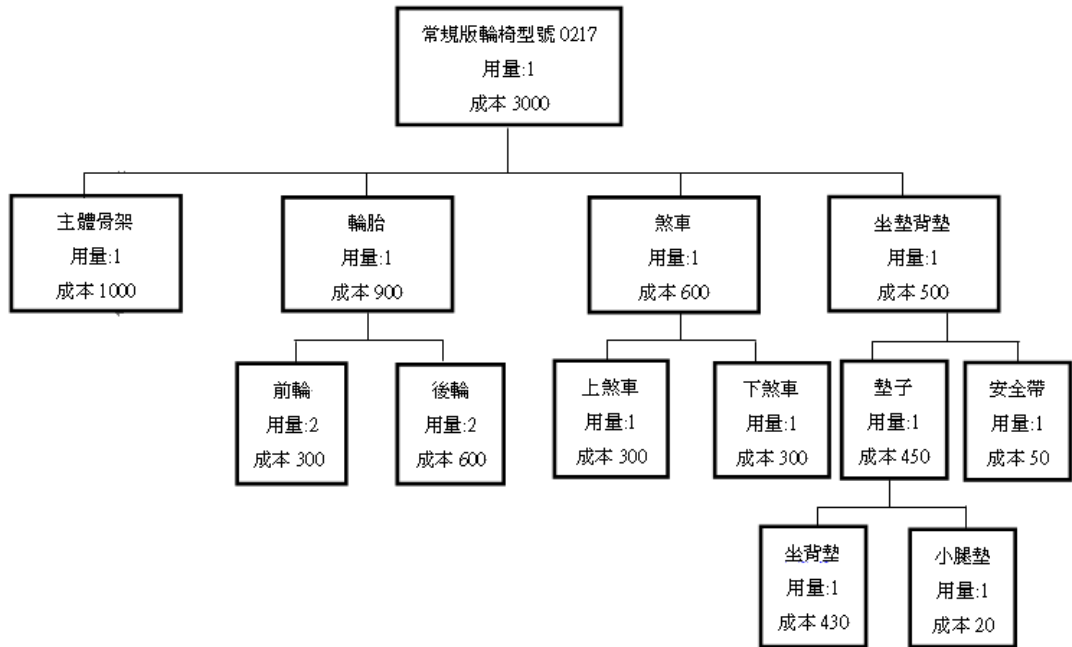 常規版輪椅型號 0217
用量:1
成本 3000
主體骨架
用量:1
成本 1000
輪胎
用量:1
成本 900
煞車
用量:1
成本 600
坐墊背墊
用量:1
成本 500
前輪
用量:2
成本 300
後輪
用量:2
成本 600
上煞車
用量:1
成本 300
下煞車
用量:1
成本 300
墊子
用量:1
成本 450
安全帶
用量:1
成本 50
坐背墊
用量:1
成本 430
小腿墊
用量:1
成本 20